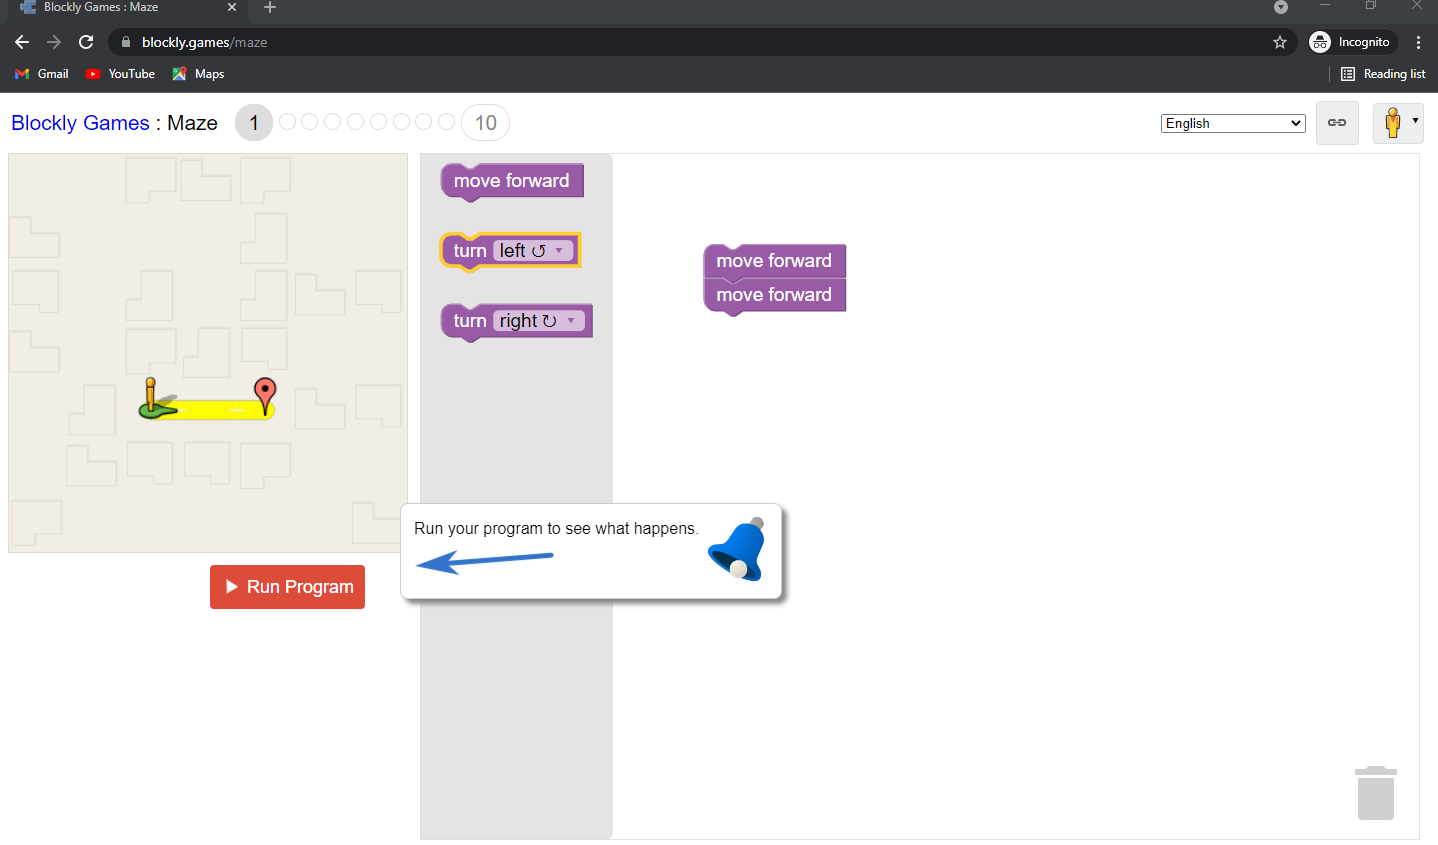 Blockly Games : Maze
blockly.games/maze
Incognito
Gmail
YouTube
Maps
Reading list
Blockly Games : Maze
1
10
English
move forward
turn left
turn right
move forward
move forward
Run your program to see what happens.
Run Program